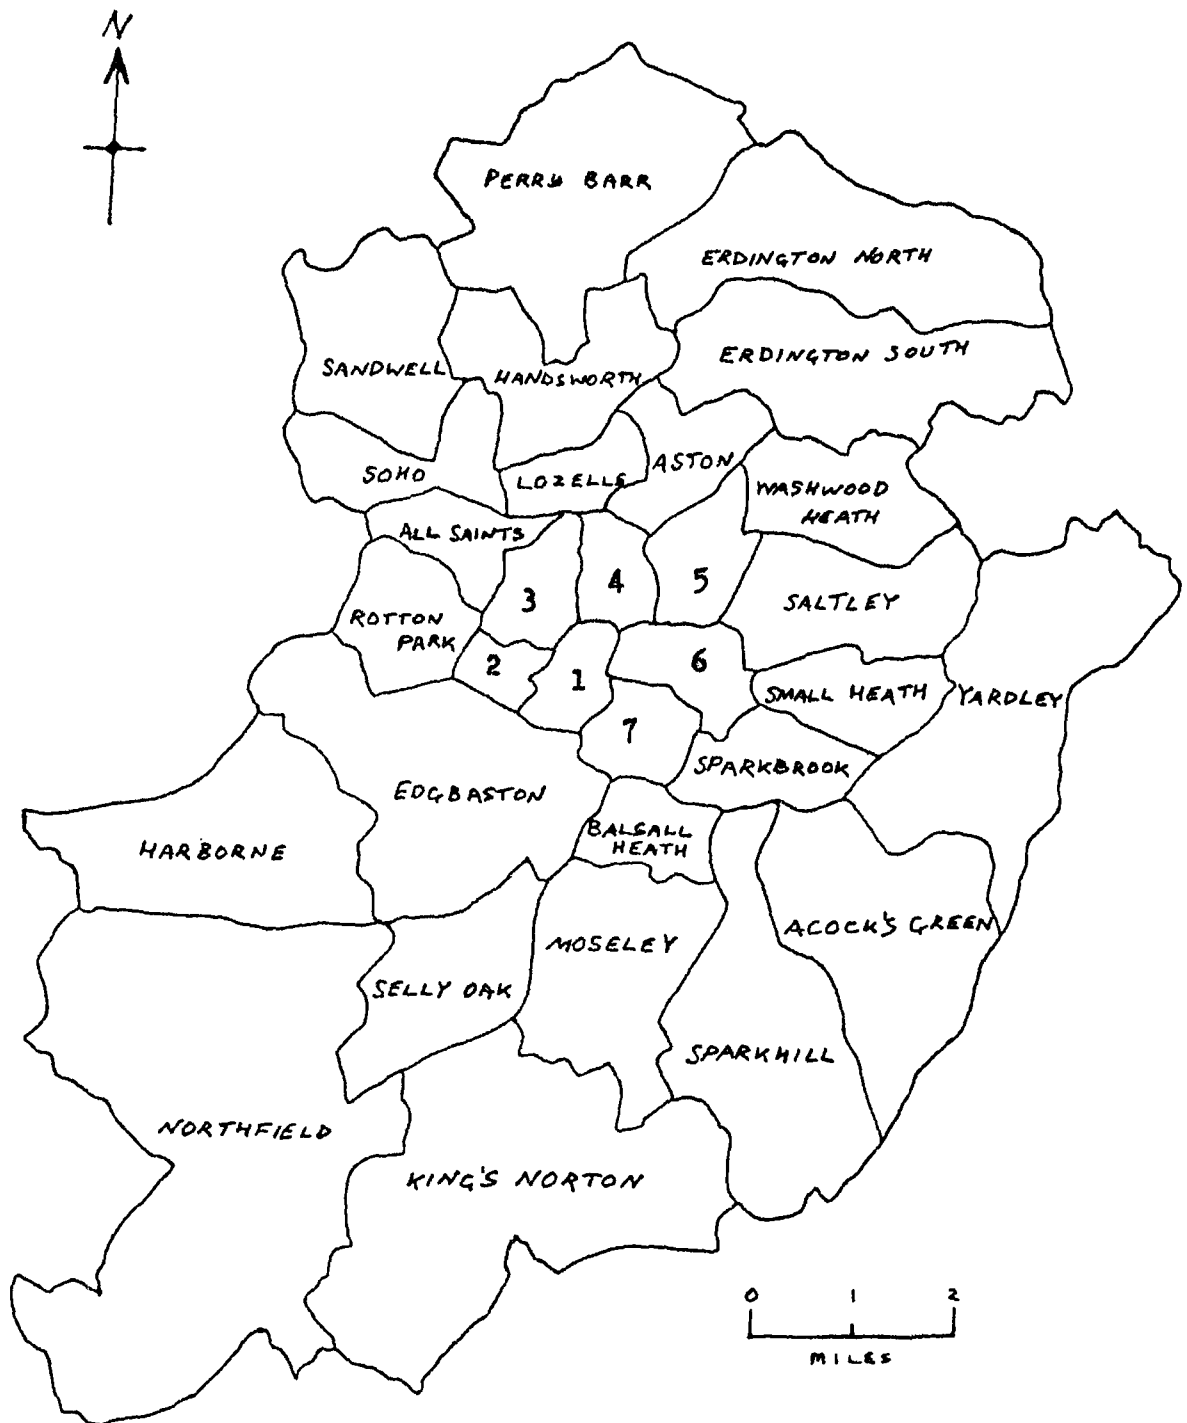 N
PERRY BARR
ERDINGTON NORTH
ERDINGTON SOUTH
SANDWELL
HANDSWORTH
SOHO
LOZELLS
ASTON
WASHWOOD
HEATH
ALL SAINTS
3
4
5
SALTLEY
ROTTON
PARK
2
1
6
SMALL HEATH
YARDLEY
7
SPARKBROOK
EDGBASTON
BALSALL
HEATH
HARBORNE
ACOCK'S GREEN
MOSELEY
SELLY OAK
SPARKHILL
NORTHFIELD
KING'S NORTON
0 1 2
MILES